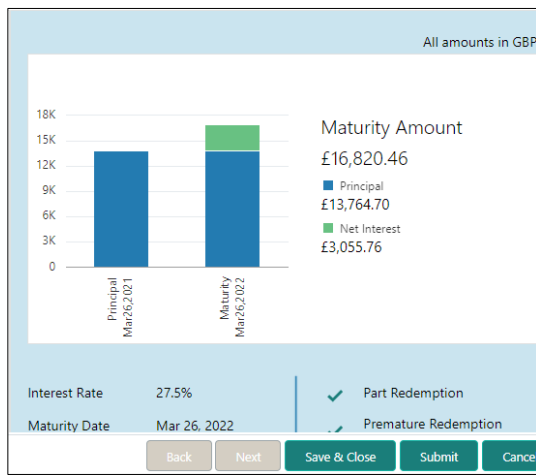 All amounts in GBP
18K
15K
12K
9K
6K
3K
0
Principal
Mar26,2021
Maturity
Mar26,2022
Maturity Amount
£16,820.46
Principal
£13,764.70
Net Interest
£3,055.76
Interest Rate 27.5%
Part Redemption
Maturity Date Mar 26, 2022
Premature Redemption
Back Next Save & Close Submit Cance